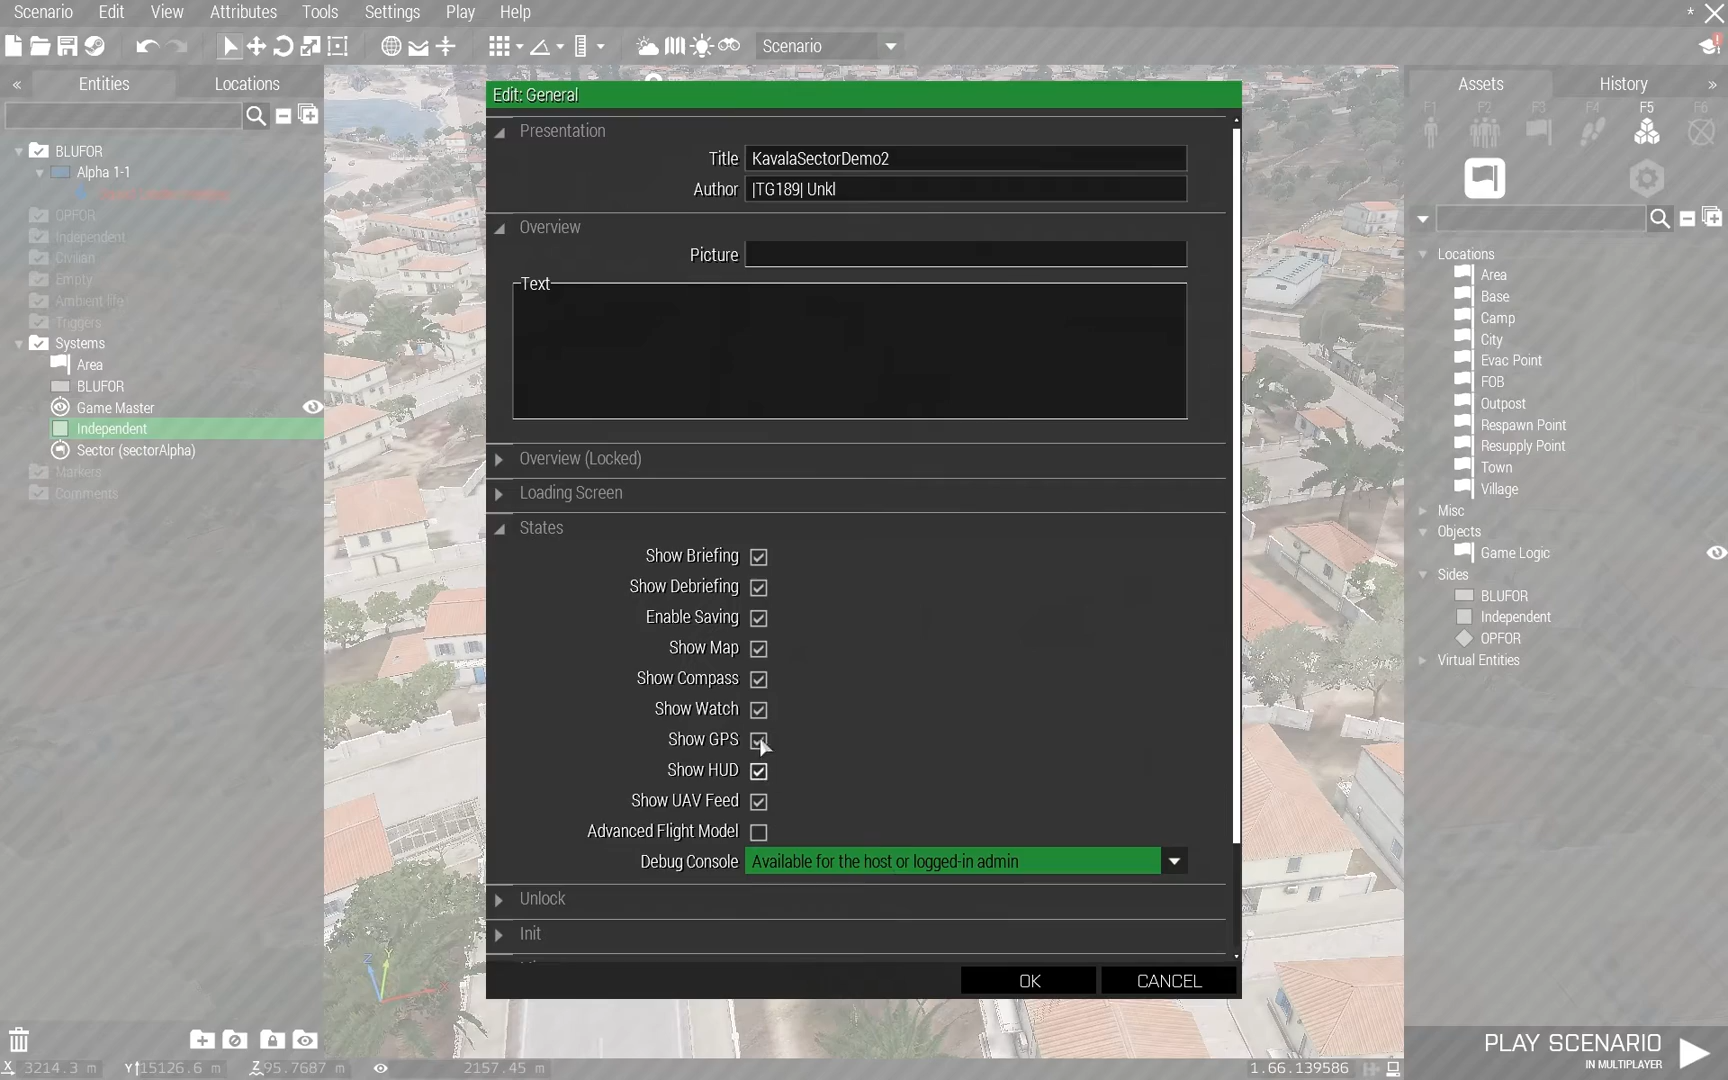 Scenario Edit View Attributes Tools Settings Play Help *
Scenario
« Entities Locations
Assets History »
F1 F2 F3 F4 F5 F6
BLUFOR
Alpha 1-1
OPFOR
Independent
Civilian
Empty
Ambient life
Triggers
Systems
Area
BLUFOR
Game Master
Independent
Sector (sectorAlpha)
Markers
Comments
Edit: General
Presentation
Title KavalaSectorDemo2
Author |TG189| Unkl
Overview
Picture
Text
Overview (Locked)
Loading Screen
States
Show Briefing
Show Debriefing
Enable Saving
Show Map
Show Compass
Show Watch
Show GPS
Show HUD
Show UAV Feed
Advanced Flight Model
Debug Console Available for the host or logged-in admin
Unlock
Init
OK CANCEL
Locations
Area
Base
Camp
City
Evac Point
FOB
Outpost
Respawn Point
Resupply Point
Town
Village
Misc
Objects
Game Logic
Sides
BLUFOR
Independent
OPFOR
Virtual Entities
Z Y X
PLAY SCENARIO
IN MULTIPLAYER
X 3214.3 m Y 15126.6 m Z 95.7687 m 2157.45 m 1.66.139586